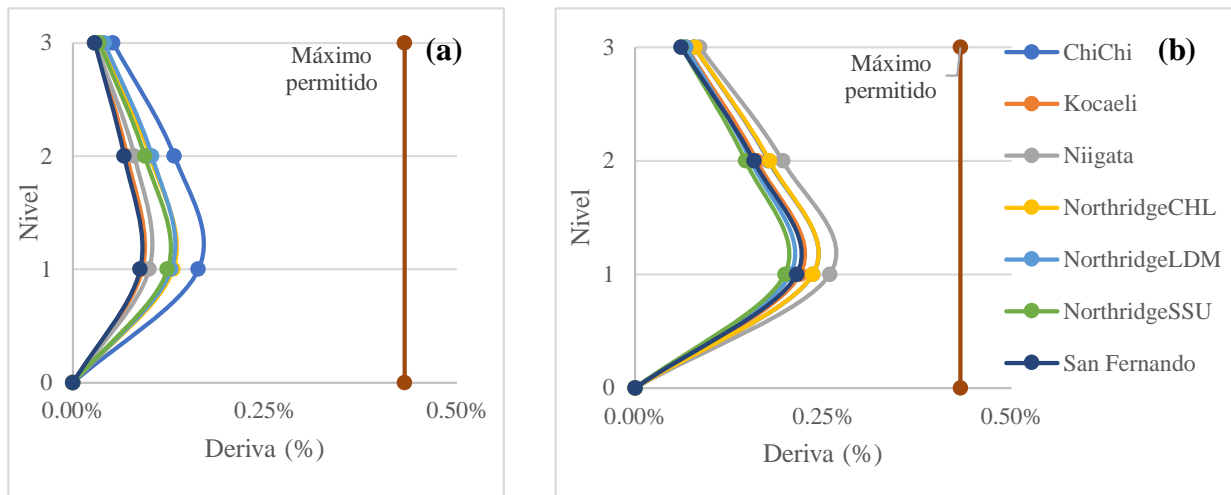 (a)
Máximo
permitido
3
2
1
0
Nivel
0.00%
0.25%
0.50%
Deriva (%)
(b)
Máximo
permitido
3
2
1
0
Nivel
0.00%
0.25%
0.50%
Deriva (%)
ChiChi
Kocaeli
Niigata
NorthridgeCHL
NorthridgeLDM
NorthridgeSSU
San Fernando